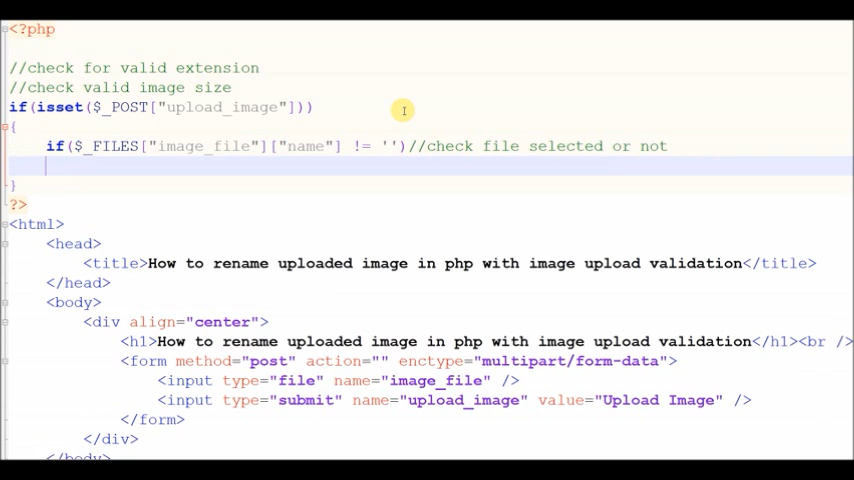 <?php
//check for valid extension
//check valid image size
if(isset($_POST["upload_image"]))
{
if($_FILES["image_file"]["name"] != '')//check file selected or not
}
?>
<html>
<head>
<title>How to rename uploaded image in php with image upload validation</title>
</head>
<body>
<div align="center">
<h1>How to rename uploaded image in php with image upload validation</h1><br />
<form method="post" action="" enctype="multipart/form-data">
<input type="file" name="image_file" />
<input type="submit" name="upload_image" value="Upload Image" />
</form>
</div>
</body>